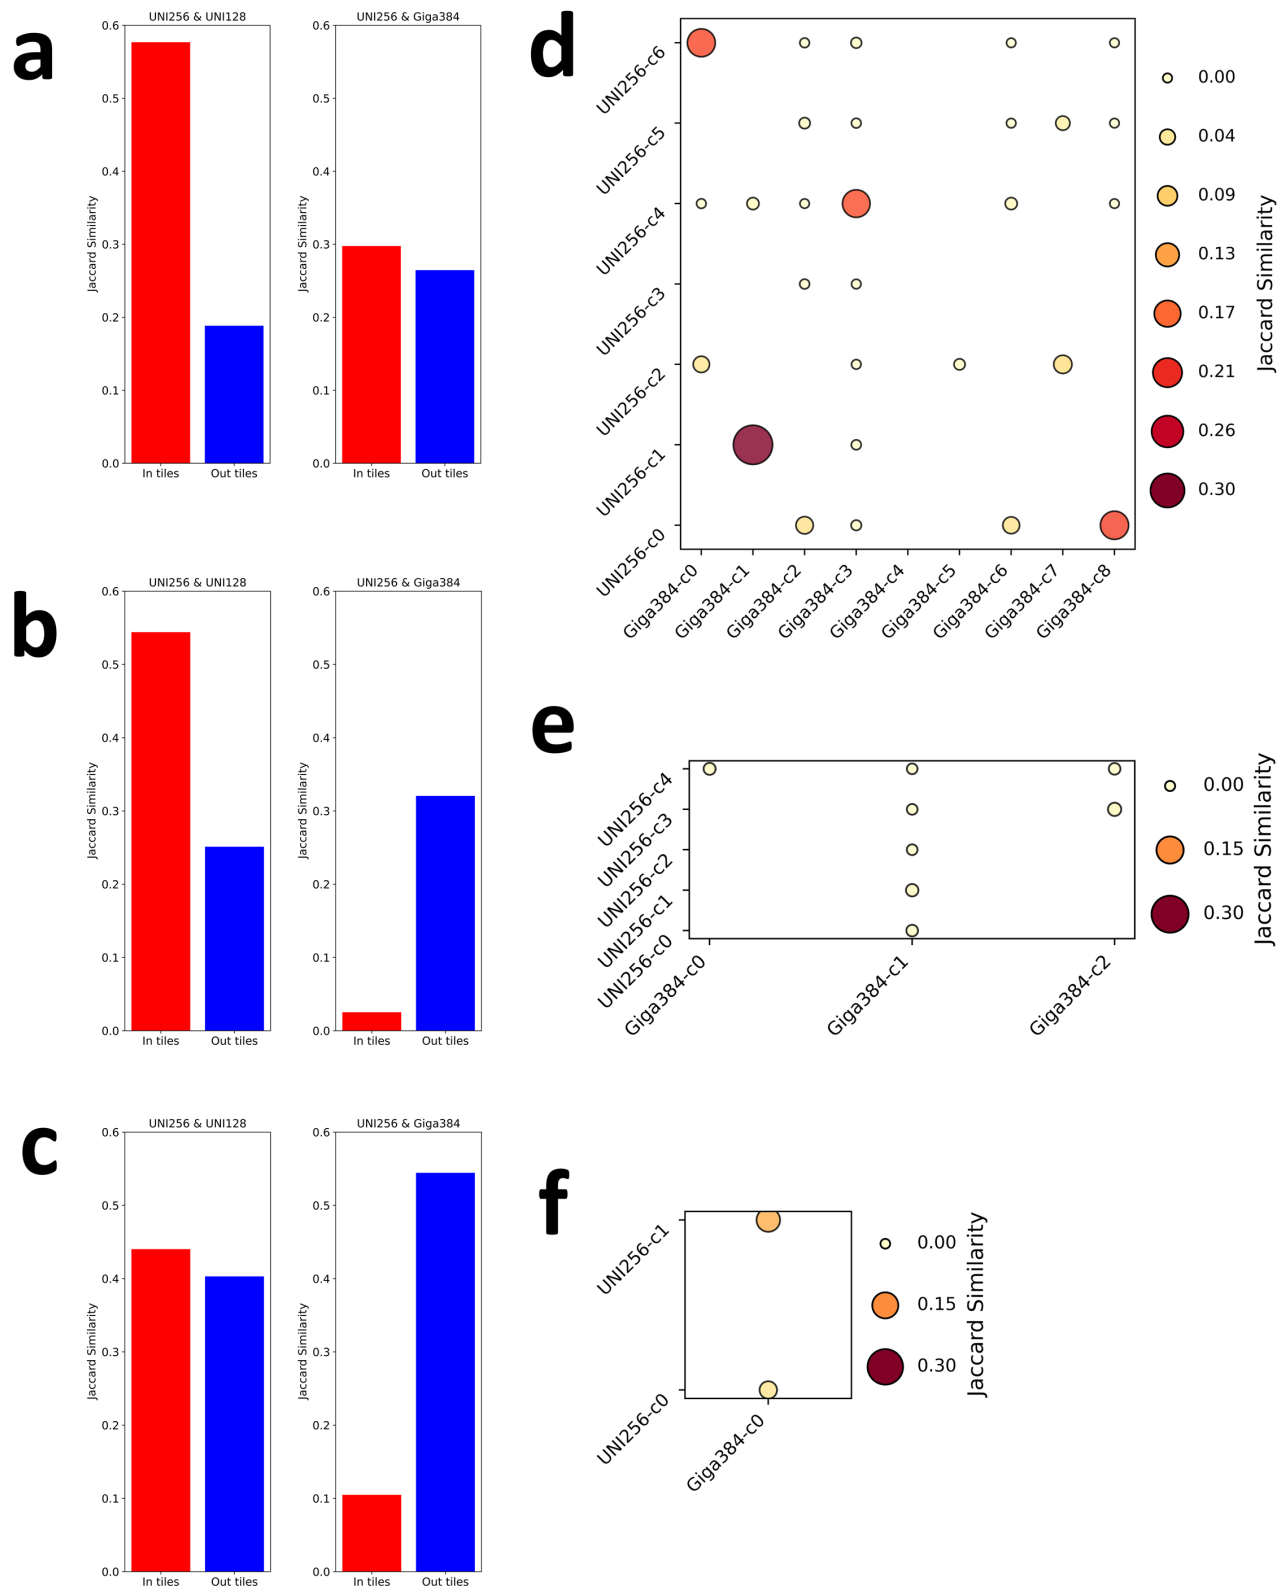 a
UNI256 & UNI128
0.6
0.5
0.4
0.3
0.2
0.1
0.0
Jaccard Similarity
In tiles
Out tiles
UNI256 & Giga384
0.6
0.5
0.4
0.3
0.2
0.1
0.0
Jaccard Similarity
In tiles
Out tiles
b
UNI256 & UNI128
0.6
0.5
0.4
0.3
0.2
0.1
0.0
Jaccard Similarity
In tiles
Out tiles
UNI256 & Giga384
0.6
0.5
0.4
0.3
0.2
0.1
0.0
Jaccard Similarity
In tiles
Out tiles
c
UNI256 & UNI128
0.6
0.5
0.4
0.3
0.2
0.1
0.0
Jaccard Similarity
In tiles
Out tiles
UNI256 & Giga384
0.6
0.5
0.4
0.3
0.2
0.1
0.0
Jaccard Similarity
In tiles
Out tiles
d
UNI256-c6
UNI256-c5
UNI256-c4
UNI256-c3
UNI256-c2
UNI256-c1
UNI256-c0
Giga384-c0
Giga384-c1
Giga384-c2
Giga384-c3
Giga384-c4
Giga384-c5
Giga384-c6
Giga384-c7
Giga384-c8
0.00
0.04
0.09
0.13
0.17
0.21
0.26
0.30
Jaccard Similarity
e
UNI256-c4
UNI256-c3
UNI256-c2
UNI256-c1
UNI256-c0
Giga384-c0
Giga384-c1
Giga384-c2
0.00
0.15
0.30
Jaccard Similarity
f
UNI256-c1
UNI256-c0
Giga384-c0
0.00
0.15
0.30
Jaccard Similarity